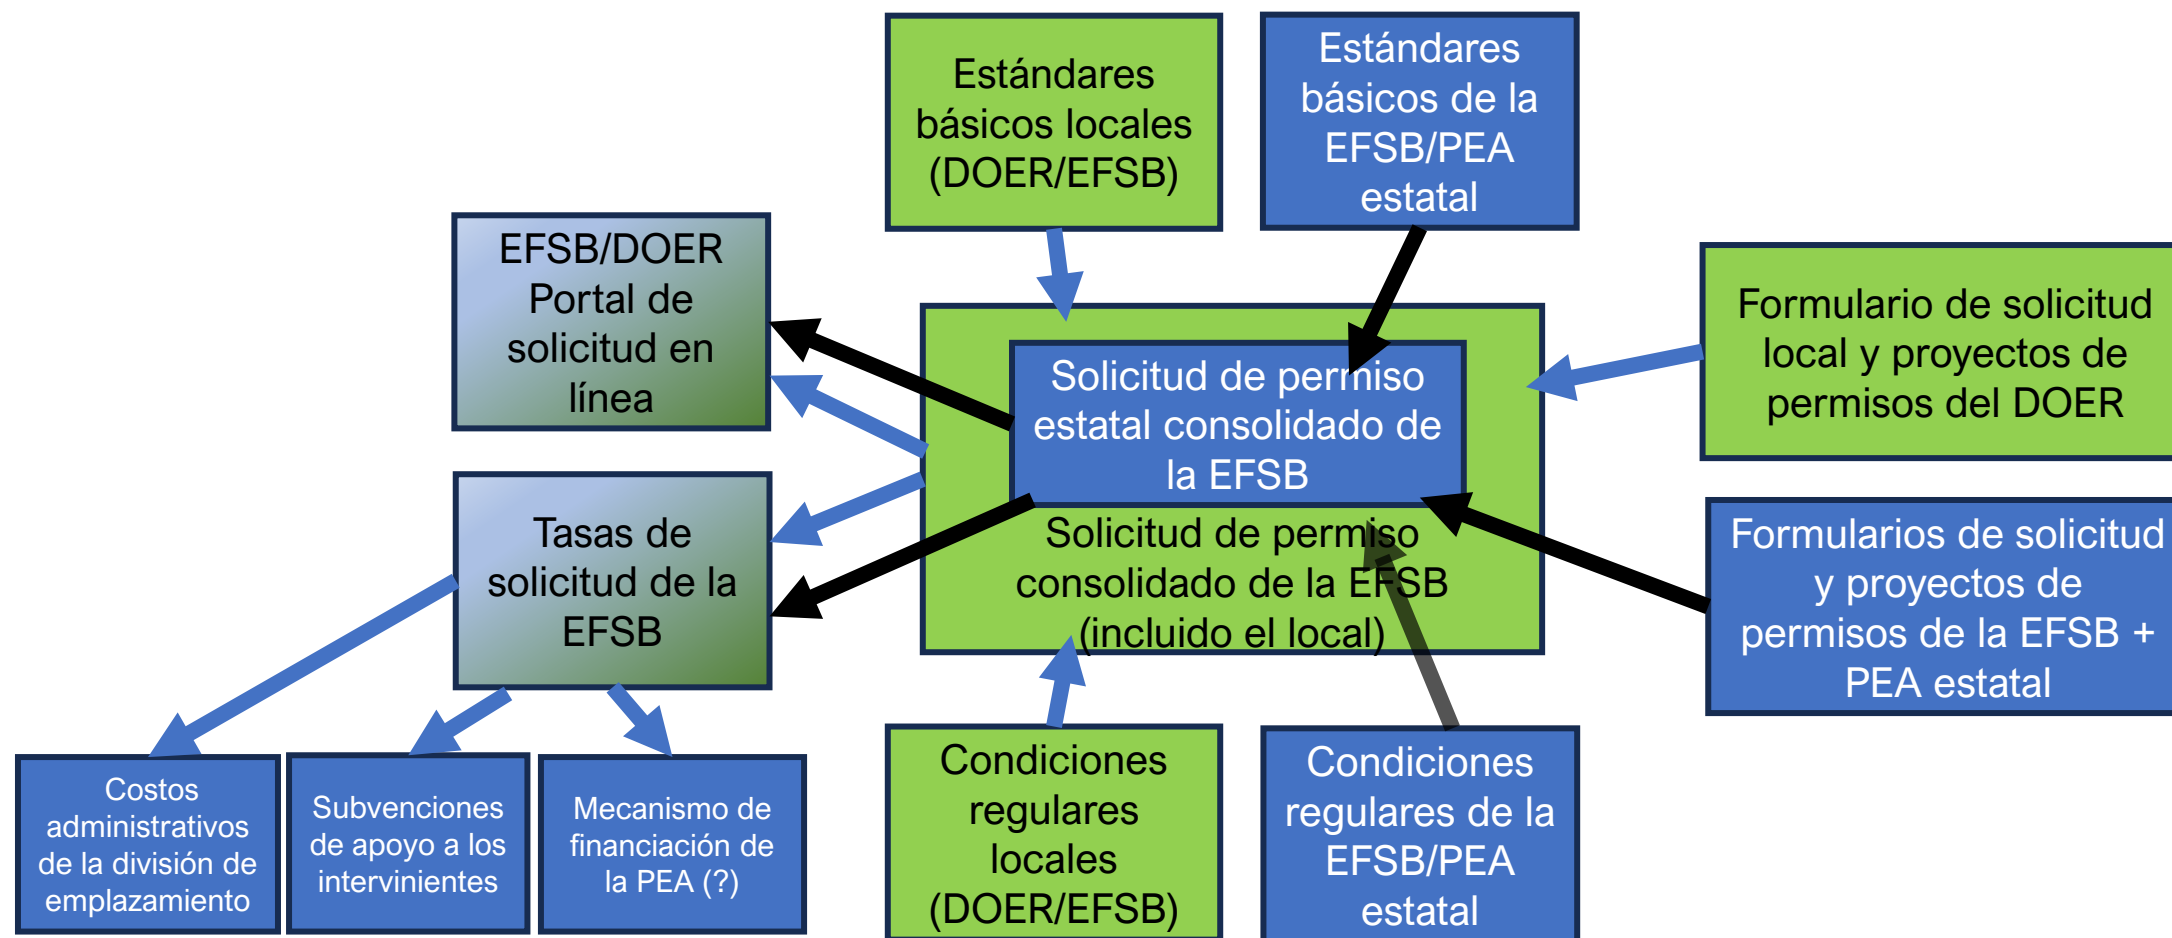 Estándares
básicos locales
(DOER/EFSB)
Estándares
básicos de la
EFSB/PEA
estatal
EFSB/DOER
Portal de
solicitud en
línea
Formulario de solicitud
local y proyectos de
permisos del DOER
Solicitud de permiso
estatal consolidado de
la EFSB
Solicitud de permiso
consolidado de la EFSB
(incluido el local)
Tasas de
solicitud de la
EFSB
Formularios de solicitud
y proyectos de
permisos de la EFSB +
PEA estatal
Costos
administrativos
de la división de
emplazamiento
Subvenciones
de apoyo a los
intervinientes
Mecanismo de
financiación de
la PEA (?)
Condiciones
regulares
locales
(DOER/EFSB)
Condiciones
regulares de la
EFSB/PEA
estatal